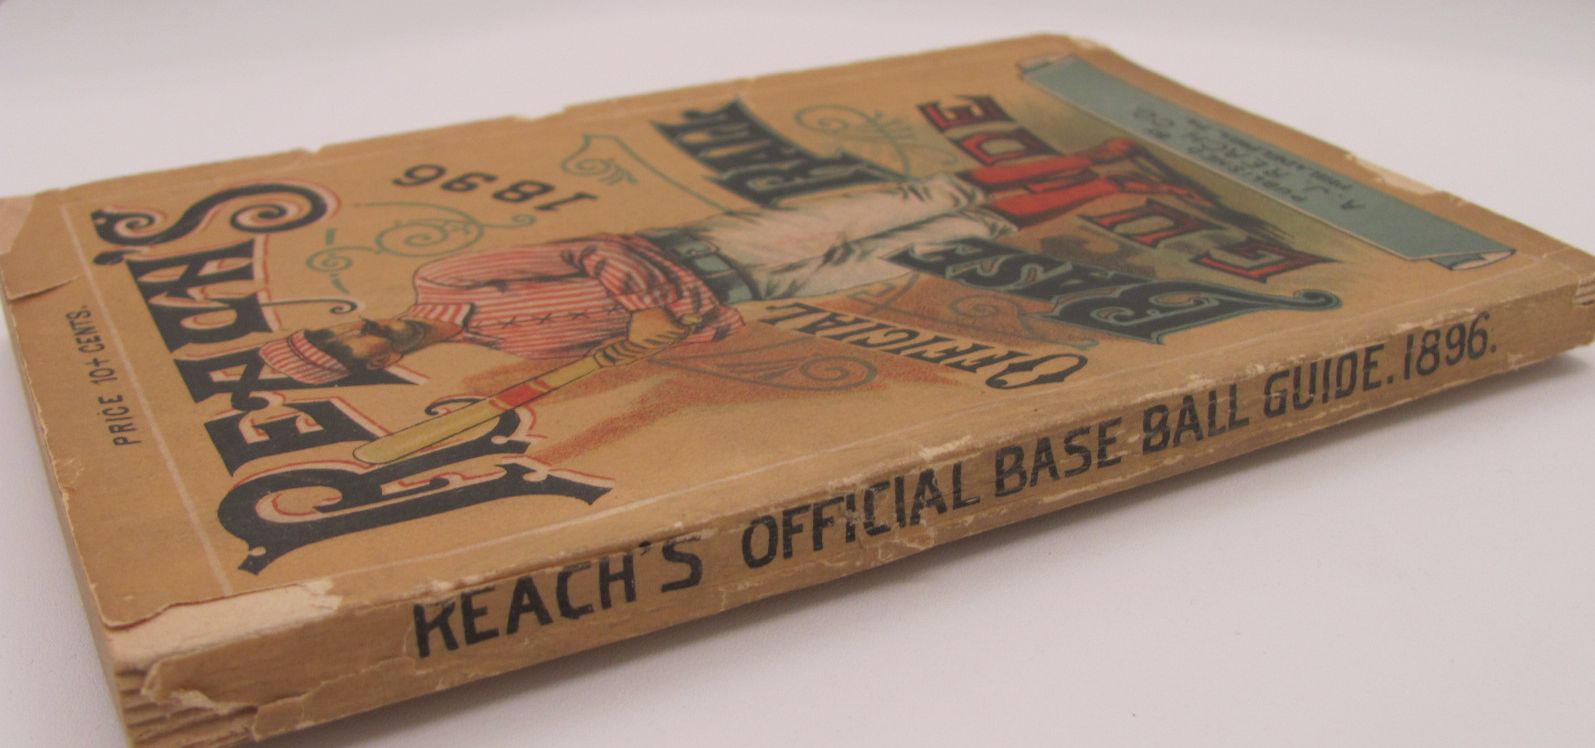 REACH'S
1896
OFFICIAL
BASE BALL
GUIDE
PUBLISHED BY
A. J. REACH CO
PHILADELPHIA, PA.
PRICE 10+ CENTS.
REACH'S OFFICIAL BASE BALL GUIDE. 1896.